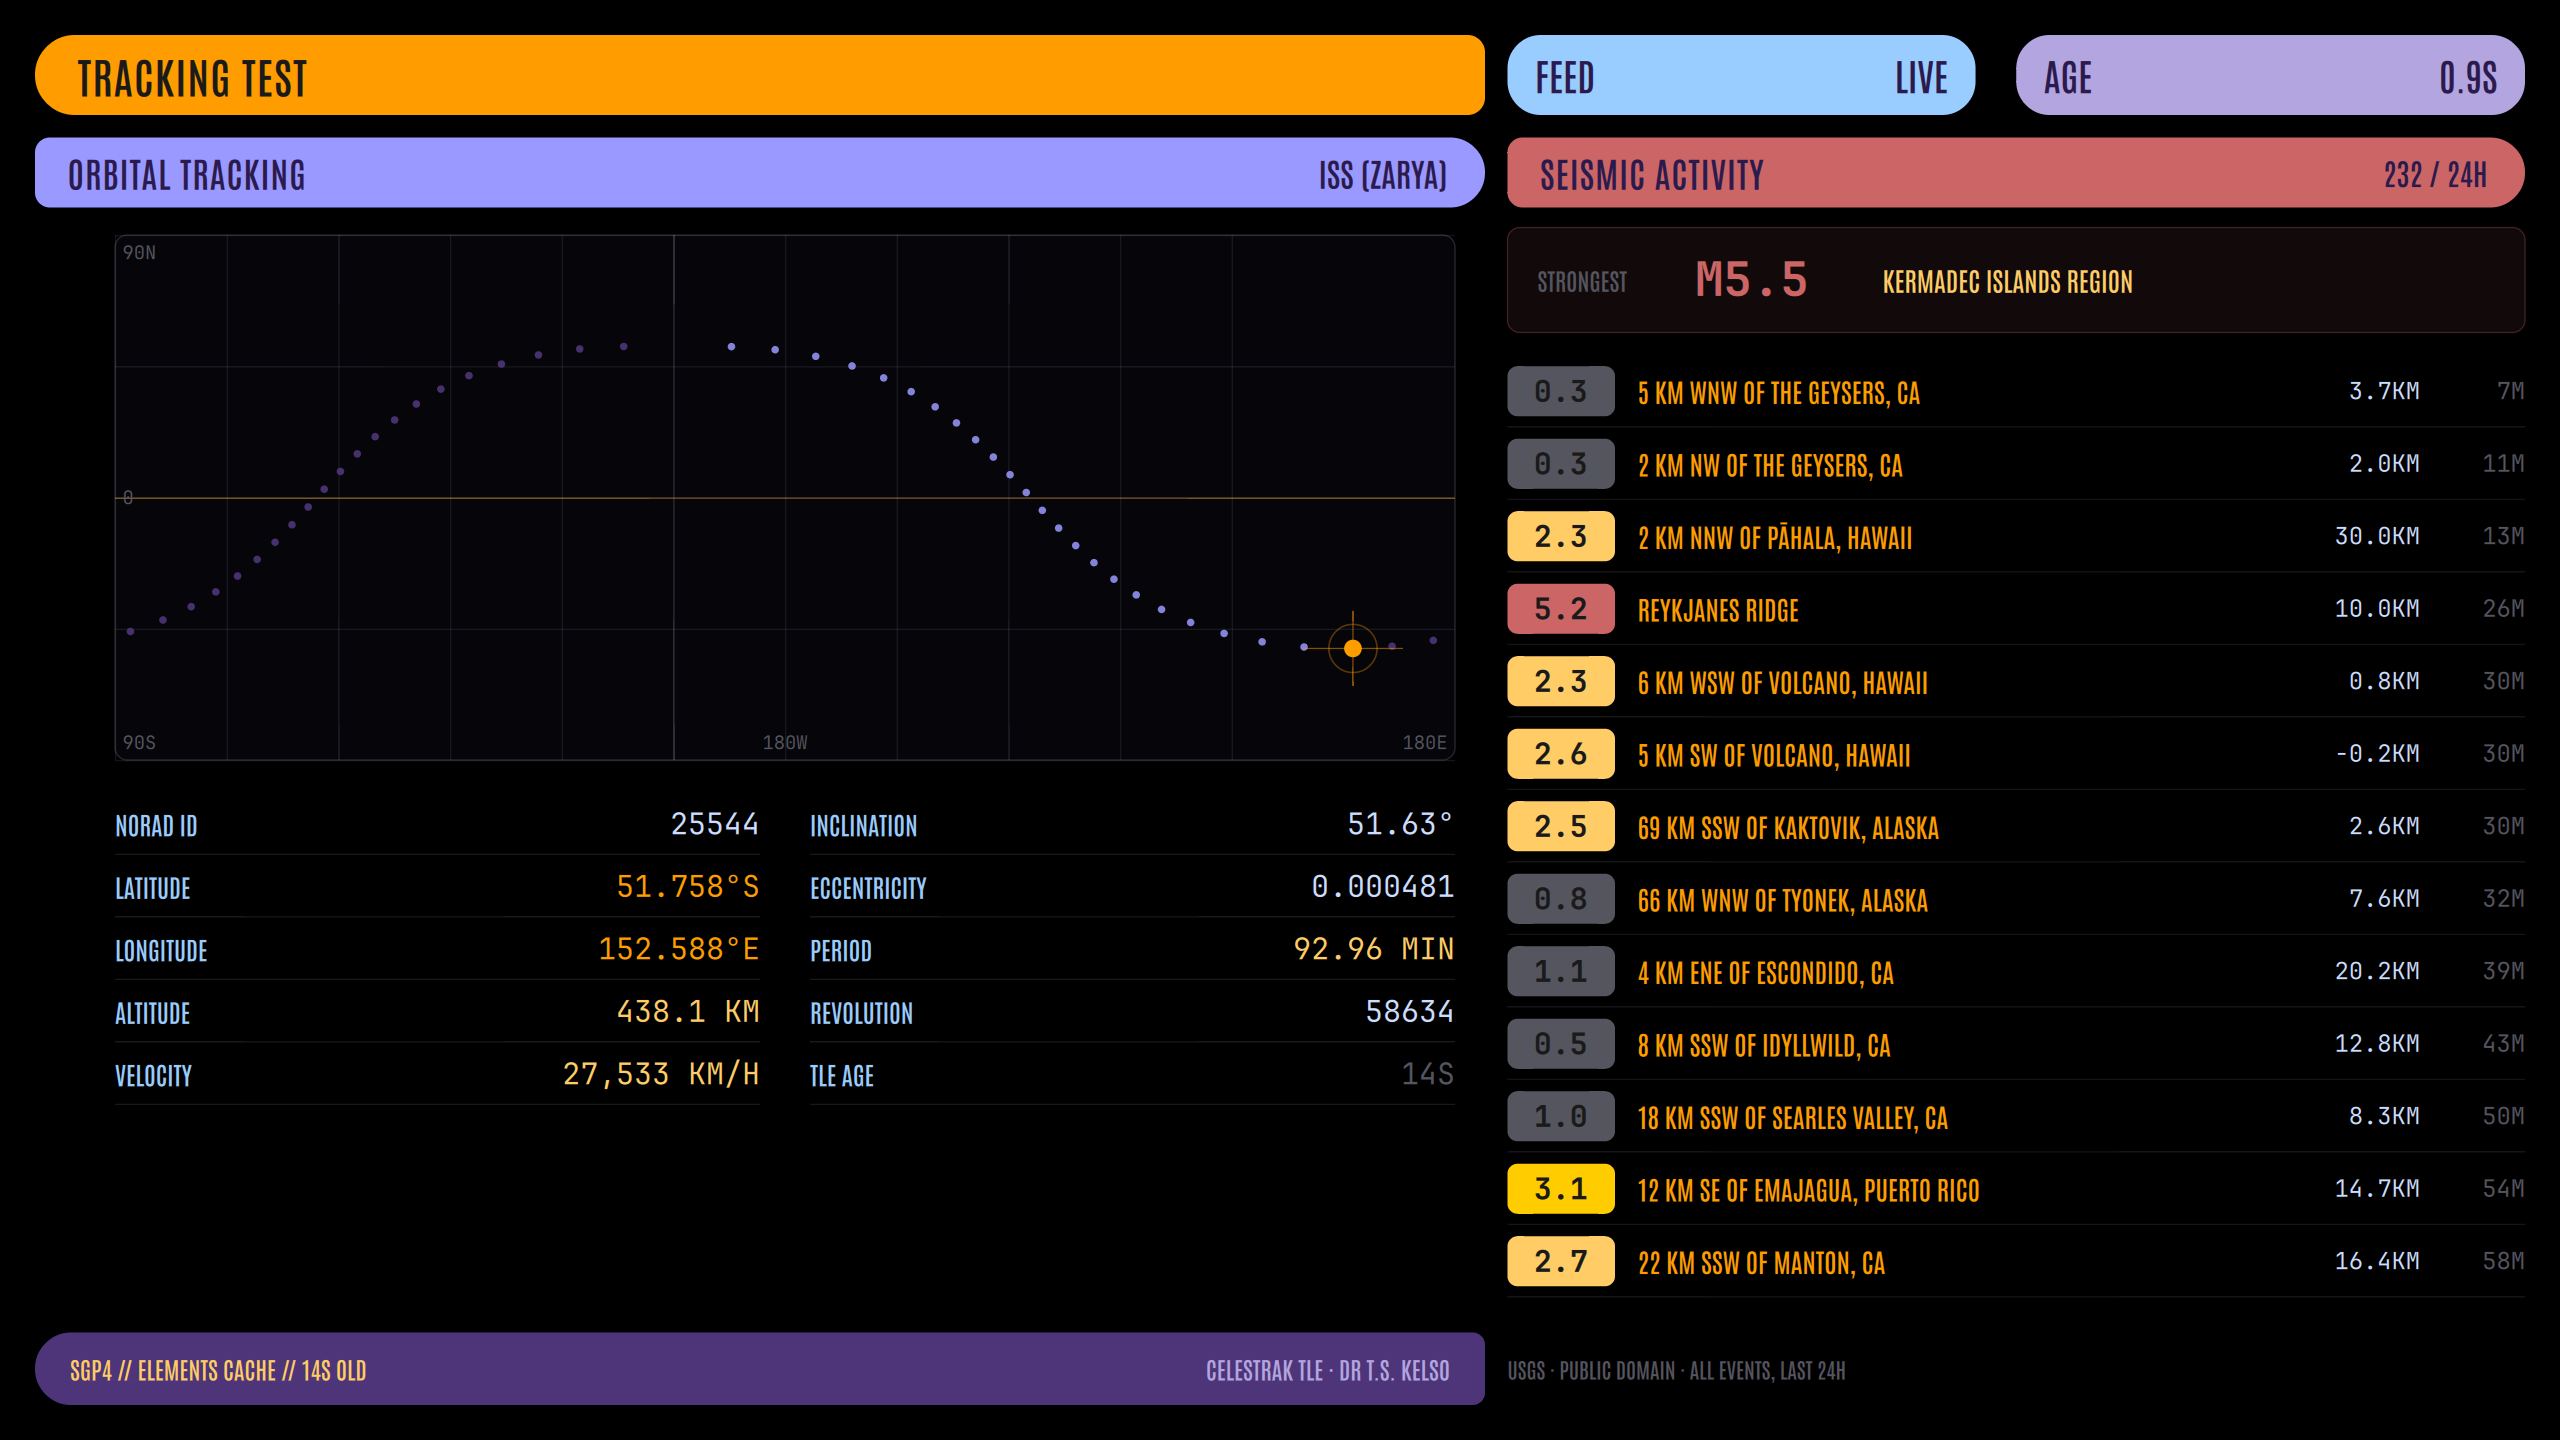 TRACKING TEST
FEED LIVE
AGE 0.9S
ORBITAL TRACKING ISS (ZARYA)
90N
0
90S 180W 180E
NORAD ID 25544
LATITUDE 51.758°S
LONGITUDE 152.588°E
ALTITUDE 438.1 KM
VELOCITY 27,533 KM/H
INCLINATION 51.63°
ECCENTRICITY 0.000481
PERIOD 92.96 MIN
REVOLUTION 58634
TLE AGE 14S
SGP4 // ELEMENTS CACHE // 14S OLD CELESTRAK TLE · DR T.S. KELSO
SEISMIC ACTIVITY 232 / 24H
STRONGEST M5.5 KERMADEC ISLANDS REGION
0.3 5 KM WNW OF THE GEYSERS, CA 3.7KM 7M
0.3 2 KM NW OF THE GEYSERS, CA 2.0KM 11M
2.3 2 KM NNW OF PĀHALA, HAWAII 30.0KM 13M
5.2 REYKJANES RIDGE 10.0KM 26M
2.3 6 KM WSW OF VOLCANO, HAWAII 0.8KM 30M
2.6 5 KM SW OF VOLCANO, HAWAII -0.2KM 30M
2.5 69 KM SSW OF KAKTOVIK, ALASKA 2.6KM 30M
0.8 66 KM WNW OF TYONEK, ALASKA 7.6KM 32M
1.1 4 KM ENE OF ESCONDIDO, CA 20.2KM 39M
0.5 8 KM SSW OF IDYLLWILD, CA 12.8KM 43M
1.0 18 KM SSW OF SEARLES VALLEY, CA 8.3KM 50M
3.1 12 KM SE OF EMAJAGUA, PUERTO RICO 14.7KM 54M
2.7 22 KM SSW OF MANTON, CA 16.4KM 58M
USGS · PUBLIC DOMAIN · ALL EVENTS, LAST 24H